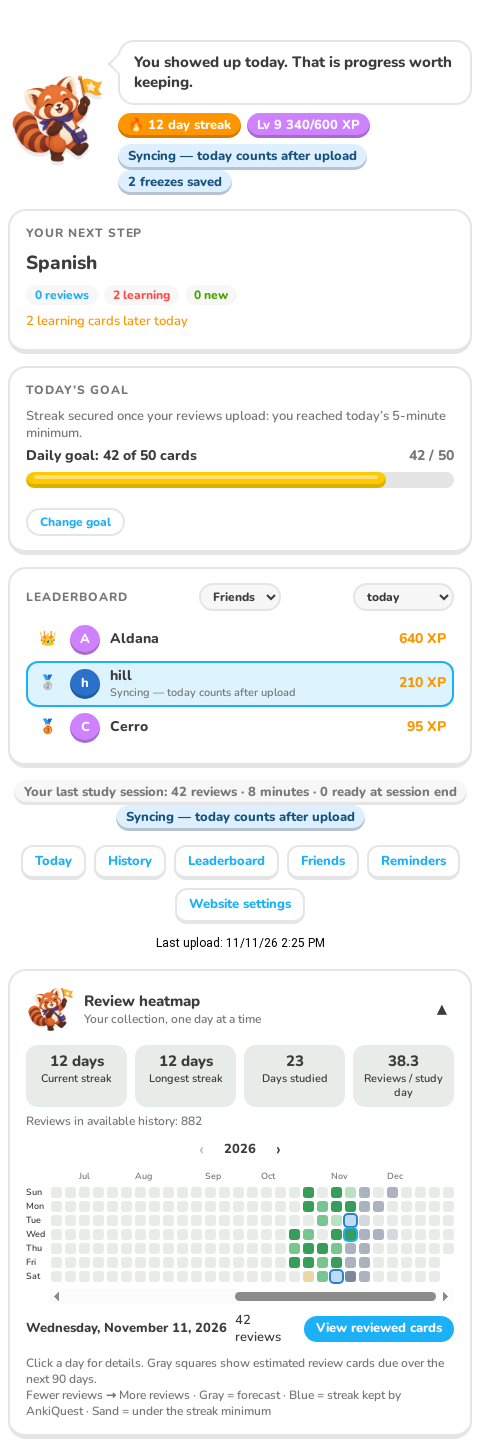 You showed up today. That is progress worth
keeping.
🔥 12 day streak
Lv 9 340/600 XP
Syncing — today counts after upload
2 freezes saved
YOUR NEXT STEP
Spanish
0 reviews 2 learning 0 new
2 learning cards later today
TODAY'S GOAL
Streak secured once your reviews upload: you reached today's 5-minute
minimum.
Daily goal: 42 of 50 cards 42 / 50
Change goal
LEADERBOARD Friends today
A Aldana 640 XP
h hill 210 XP
Syncing — today counts after upload
C Cerro 95 XP
Your last study session: 42 reviews · 8 minutes · 0 ready at session end
Syncing — today counts after upload
Today History Leaderboard Friends Reminders
Website settings
Last upload: 11/11/26 2:25 PM
Review heatmap
Your collection, one day at a time
▲
12 days 12 days 23 38.3
Current streak Longest streak Days studied Reviews / study
day
Reviews in available history: 882
‹ 2026 ›
Jul Aug Sep Oct Nov Dec
Sun
Mon
Tue
Wed
Thu
Fri
Sat
Wednesday, November 11, 2026 42
reviews
View reviewed cards
Click a day for details. Gray squares show estimated review cards due over the
next 90 days.
Fewer reviews → More reviews · Gray = forecast · Blue = streak kept by
AnkiQuest · Sand = under the streak minimum